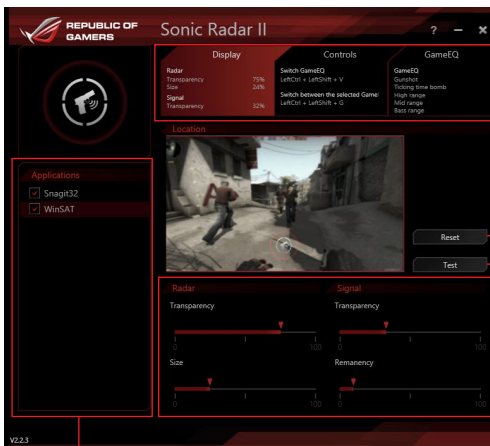 REPUBLIC OF
GAMERS
Sonic Radar II
? – ×
Display
Radar
Transparency 75%
Size 24%
Signal
Transparency 32%
Controls
Switch GameEQ
LeftCtrl + LeftShift + V
Switch between the selected Game
LeftCtrl + LeftShift + G
GameEQ
GameEQ
Gunshot
Ticking time bomb
High range
Mid range
Bass range
Location
Applications
Snagit32
WinSAT
Reset
Test
Radar
Transparency
0 100
Size
0 100
Signal
Transparency
0 100
Remanency
0 100
V2.2.3